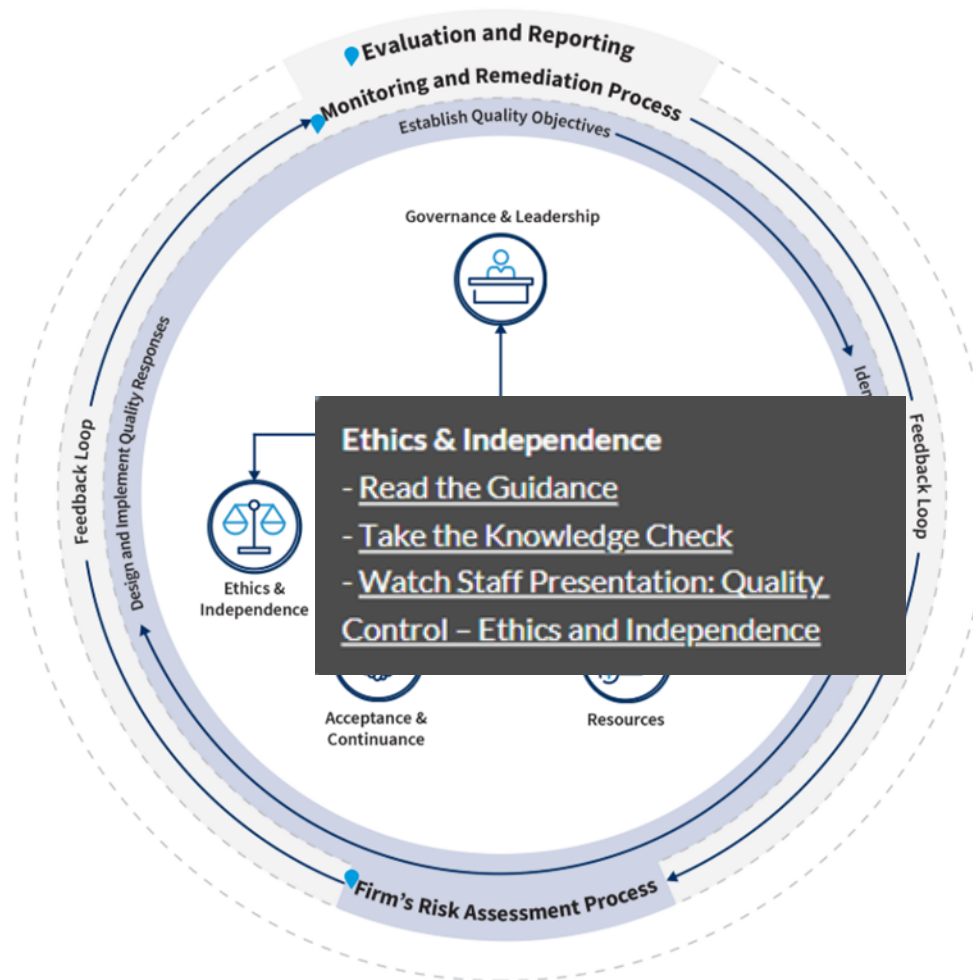 Evaluation and Reporting
Monitoring and Remediation Process
Establish Quality Objectives
Governance & Leadership
Design and Implement Quality Responses
Feedback Loop
Feedback Loop
Ethics & Independence
- Read the Guidance
- Take the Knowledge Check
- Watch Staff Presentation: Quality
Control – Ethics and Independence
Ethics &
Independence
Acceptance &
Continuance
Resources
Firm's Risk Assessment Process